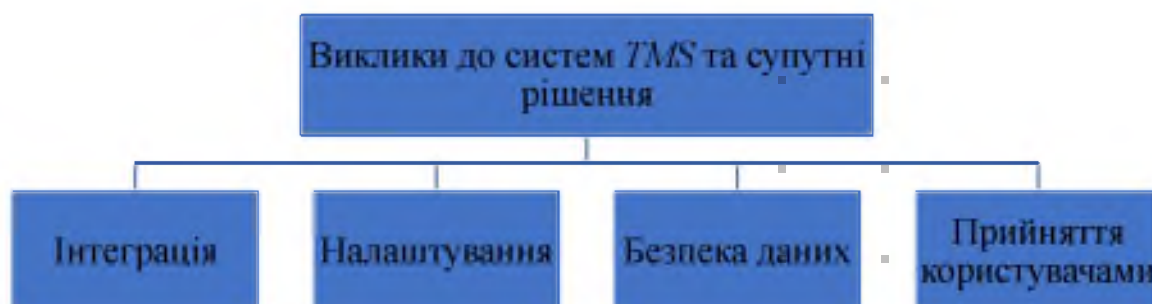 Виклики до систем TMS та супутні
рішення
Інтеграція
Налаштування
Безпека даних
Прийняття
користувачами